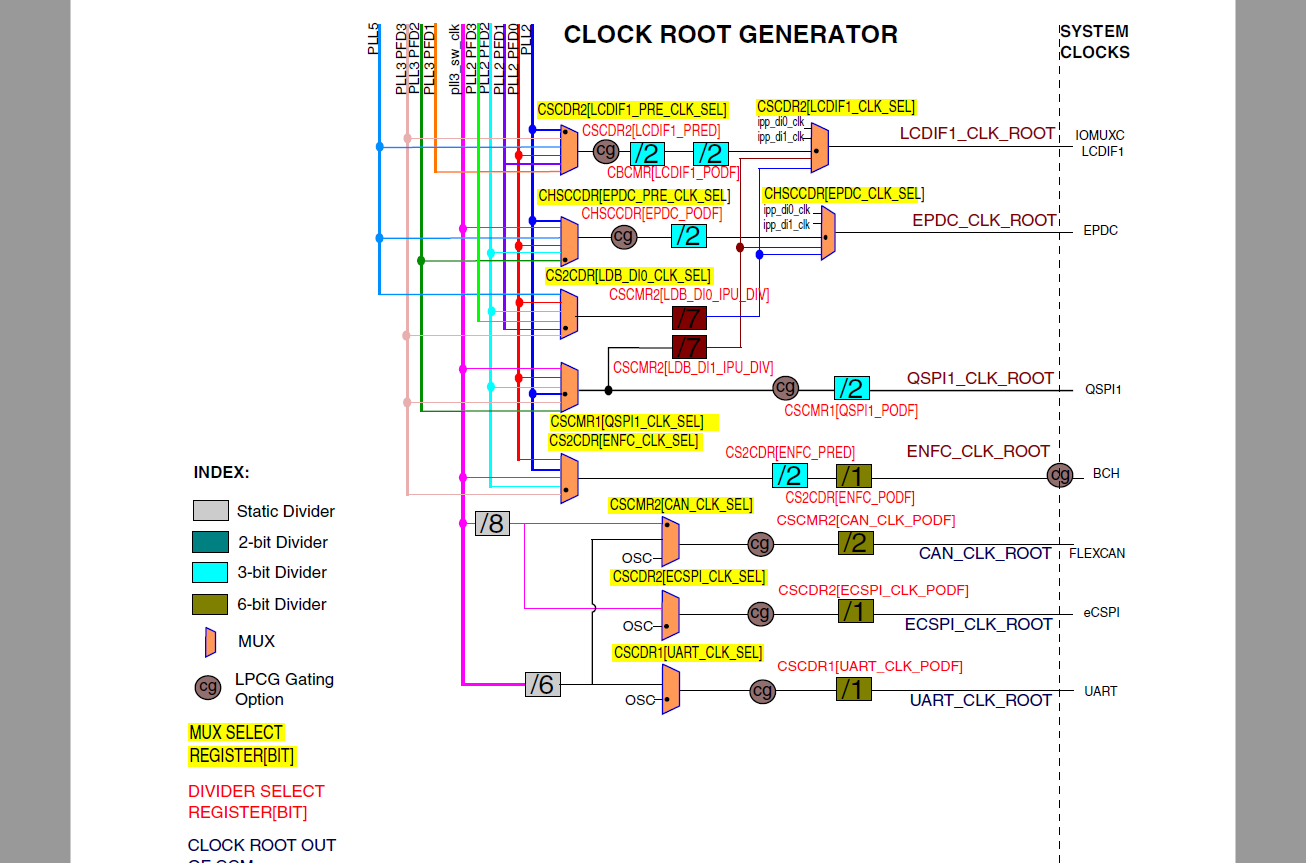 CLOCK ROOT GENERATOR
SYSTEM
CLOCKS
PLL5
PLL3 PFD3
PLL3 PFD2
PLL3 PFD1
pll3_sw_clk
PLL2 PFD3
PLL2 PFD2
PLL2 PFD1
PLL2 PFD0
PLL2
CSCDR2[LCDIF1_PRE_CLK_SEL]
CSCDR2[LCDIF1_CLK_SEL]
ipp_di0_clk
ipp_di1_clk
CSCDR2[LCDIF1_PRED]
cg
/2
/2
CBCMR[LCDIF1_PODF]
LCDIF1_CLK_ROOT
IOMUXC
LCDIF1
CHSCCDR[EPDC_PRE_CLK_SEL]
CHSCCDR[EPDC_CLK_SEL]
ipp_di0_clk
ipp_di1_clk
CHSCCDR[EPDC_PODF]
cg
/2
EPDC_CLK_ROOT
EPDC
CS2CDR[LDB_DI0_CLK_SEL]
CSCMR2[LDB_DI0_IPU_DIV]
/7
/7
CSCMR2[LDB_DI1_IPU_DIV]
cg
/2
QSPI1_CLK_ROOT
QSPI1
CSCMR1[QSPI1_PODF]
CSCMR1[QSPI1_CLK_SEL]
CS2CDR[ENFC_CLK_SEL]
CS2CDR[ENFC_PRED]
/2
/1
ENFC_CLK_ROOT
cg
BCH
CS2CDR[ENFC_PODF]
CSCMR2[CAN_CLK_SEL]
CSCMR2[CAN_CLK_PODF]
/8
OSC
cg
/2
CAN_CLK_ROOT
FLEXCAN
CSCDR2[ECSPI_CLK_SEL]
CSCDR2[ECSPI_CLK_PODF]
OSC
cg
/1
ECSPI_CLK_ROOT
eCSPI
CSCDR1[UART_CLK_SEL]
CSCDR1[UART_CLK_PODF]
/6
OSC
cg
/1
UART_CLK_ROOT
UART
INDEX:
Static Divider
2-bit Divider
3-bit Divider
6-bit Divider
MUX
cg
LPCG Gating
Option
MUX SELECT
REGISTER[BIT]
DIVIDER SELECT
REGISTER[BIT]
CLOCK ROOT OUT